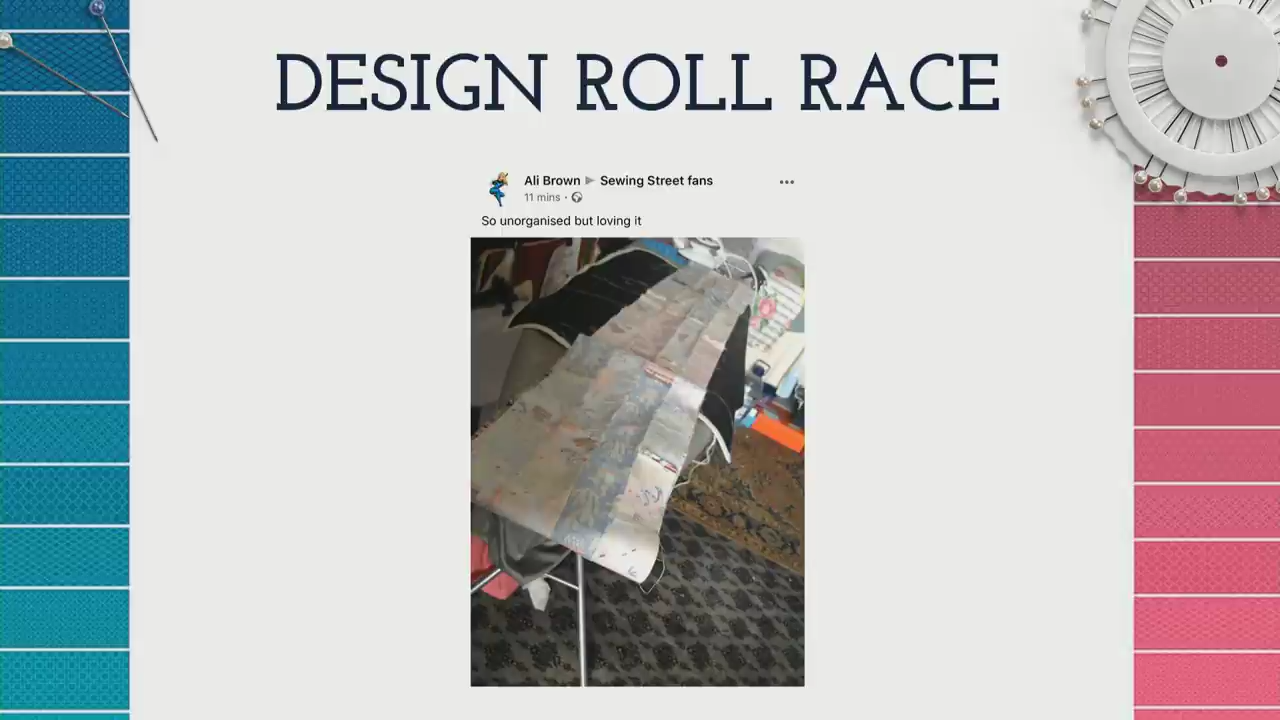 DESIGN ROLL RACE
Ali Brown ▶ Sewing Street fans
11 mins ·
So unorganised but loving it